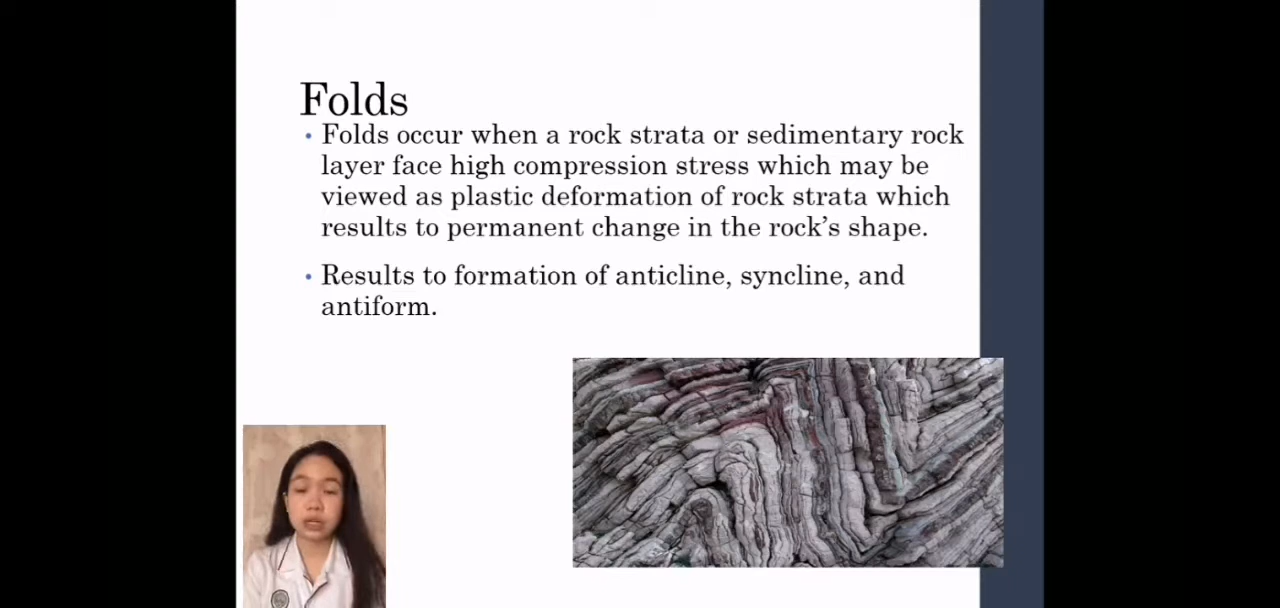 Folds
• Folds occur when a rock strata or sedimentary rock
layer face high compression stress which may be
viewed as plastic deformation of rock strata which
results to permanent change in the rock’s shape.
• Results to formation of anticline, syncline, and
antiform.